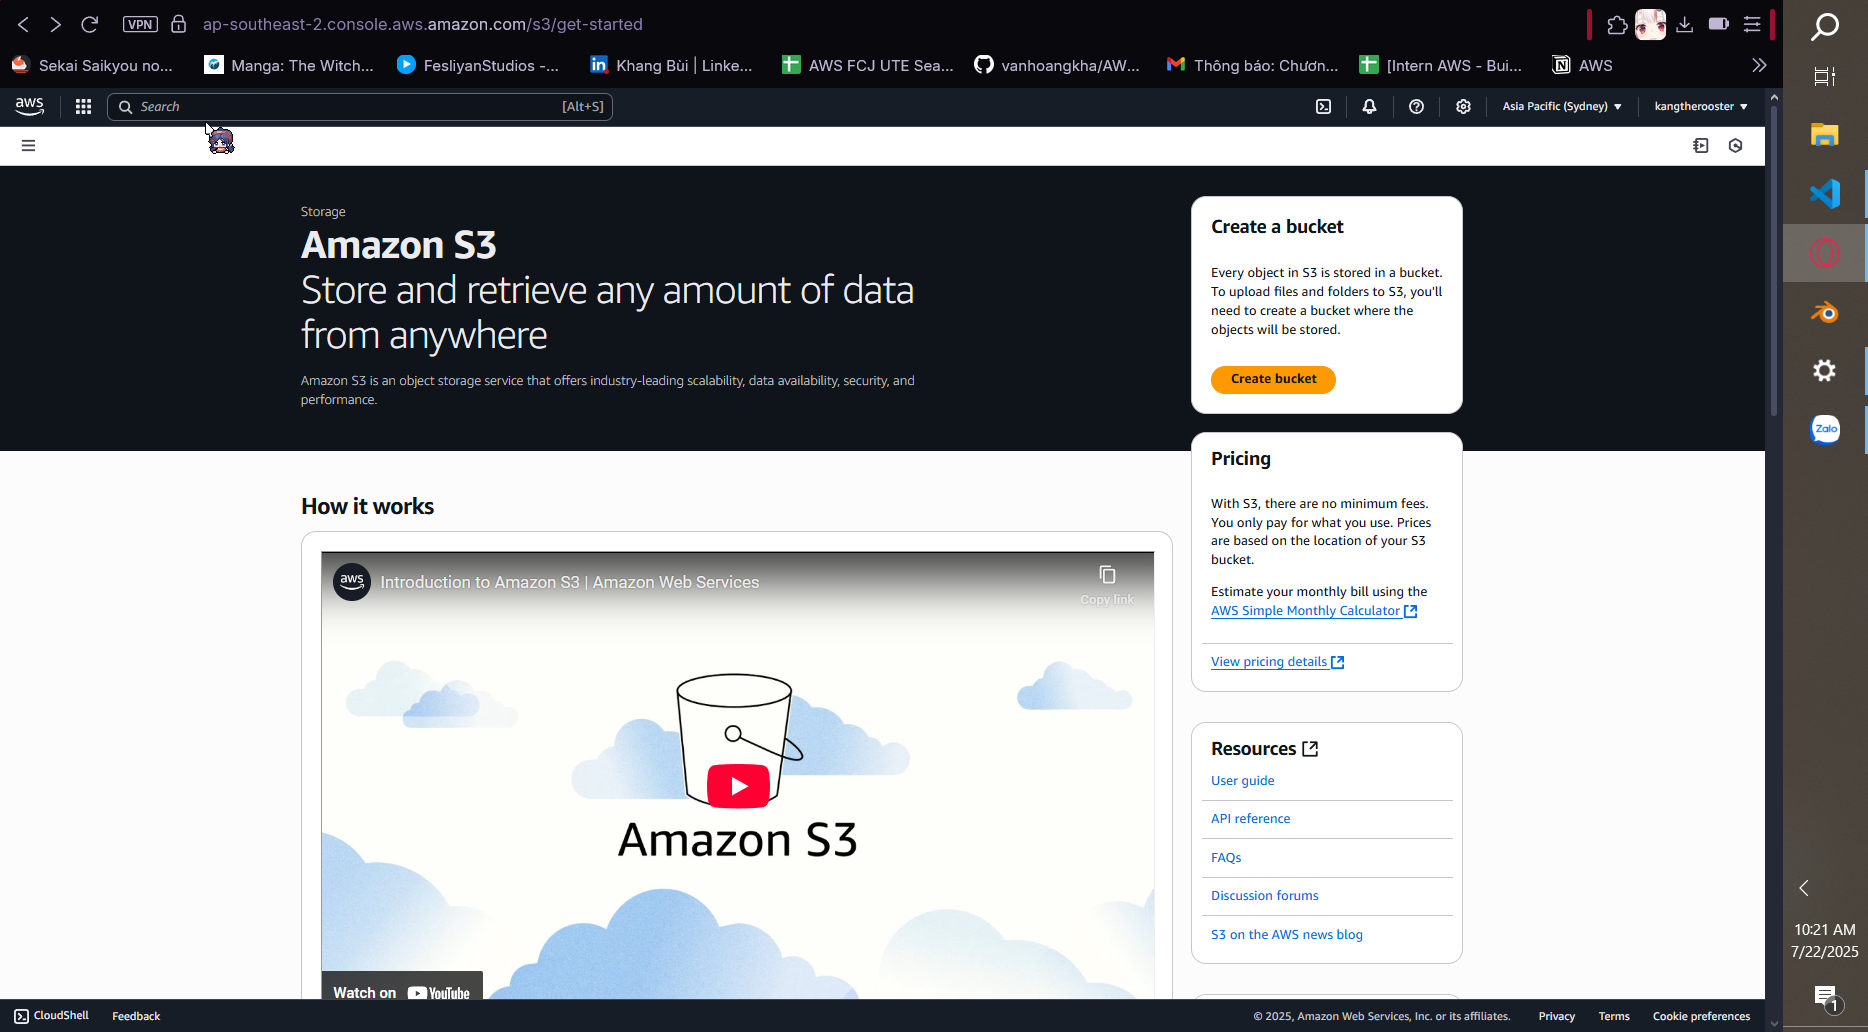 VPN
ap-southeast-2.console.aws.amazon.com/s3/get-started
Sekai Saikyou no...
Manga: The Witch...
FesliyanStudios -...
Khang Bùi | Linke...
AWS FCJ UTE Sea...
vanhoangkha/AW...
Thông báo: Chươn...
[Intern AWS - Bui...
AWS
aws
Search
[Alt+S]
Asia Pacific (Sydney)
kangtherooster
Storage
Amazon S3
Store and retrieve any amount of data
from anywhere
Amazon S3 is an object storage service that offers industry-leading scalability, data availability, security, and
performance.
Create a bucket
Every object in S3 is stored in a bucket.
To upload files and folders to S3, you'll
need to create a bucket where the
objects will be stored.
Create bucket
Pricing
With S3, there are no minimum fees.
You only pay for what you use. Prices
are based on the location of your S3
bucket.
Estimate your monthly bill using the
AWS Simple Monthly Calculator
View pricing details
How it works
aws
Introduction to Amazon S3 | Amazon Web Services
Copy link
Amazon S3
Watch on YouTube
Resources
User guide
API reference
FAQs
Discussion forums
S3 on the AWS news blog
CloudShell
Feedback
© 2025, Amazon Web Services, Inc. or its affiliates.
Privacy
Terms
Cookie preferences
Zalo
10:21 AM
7/22/2025
1